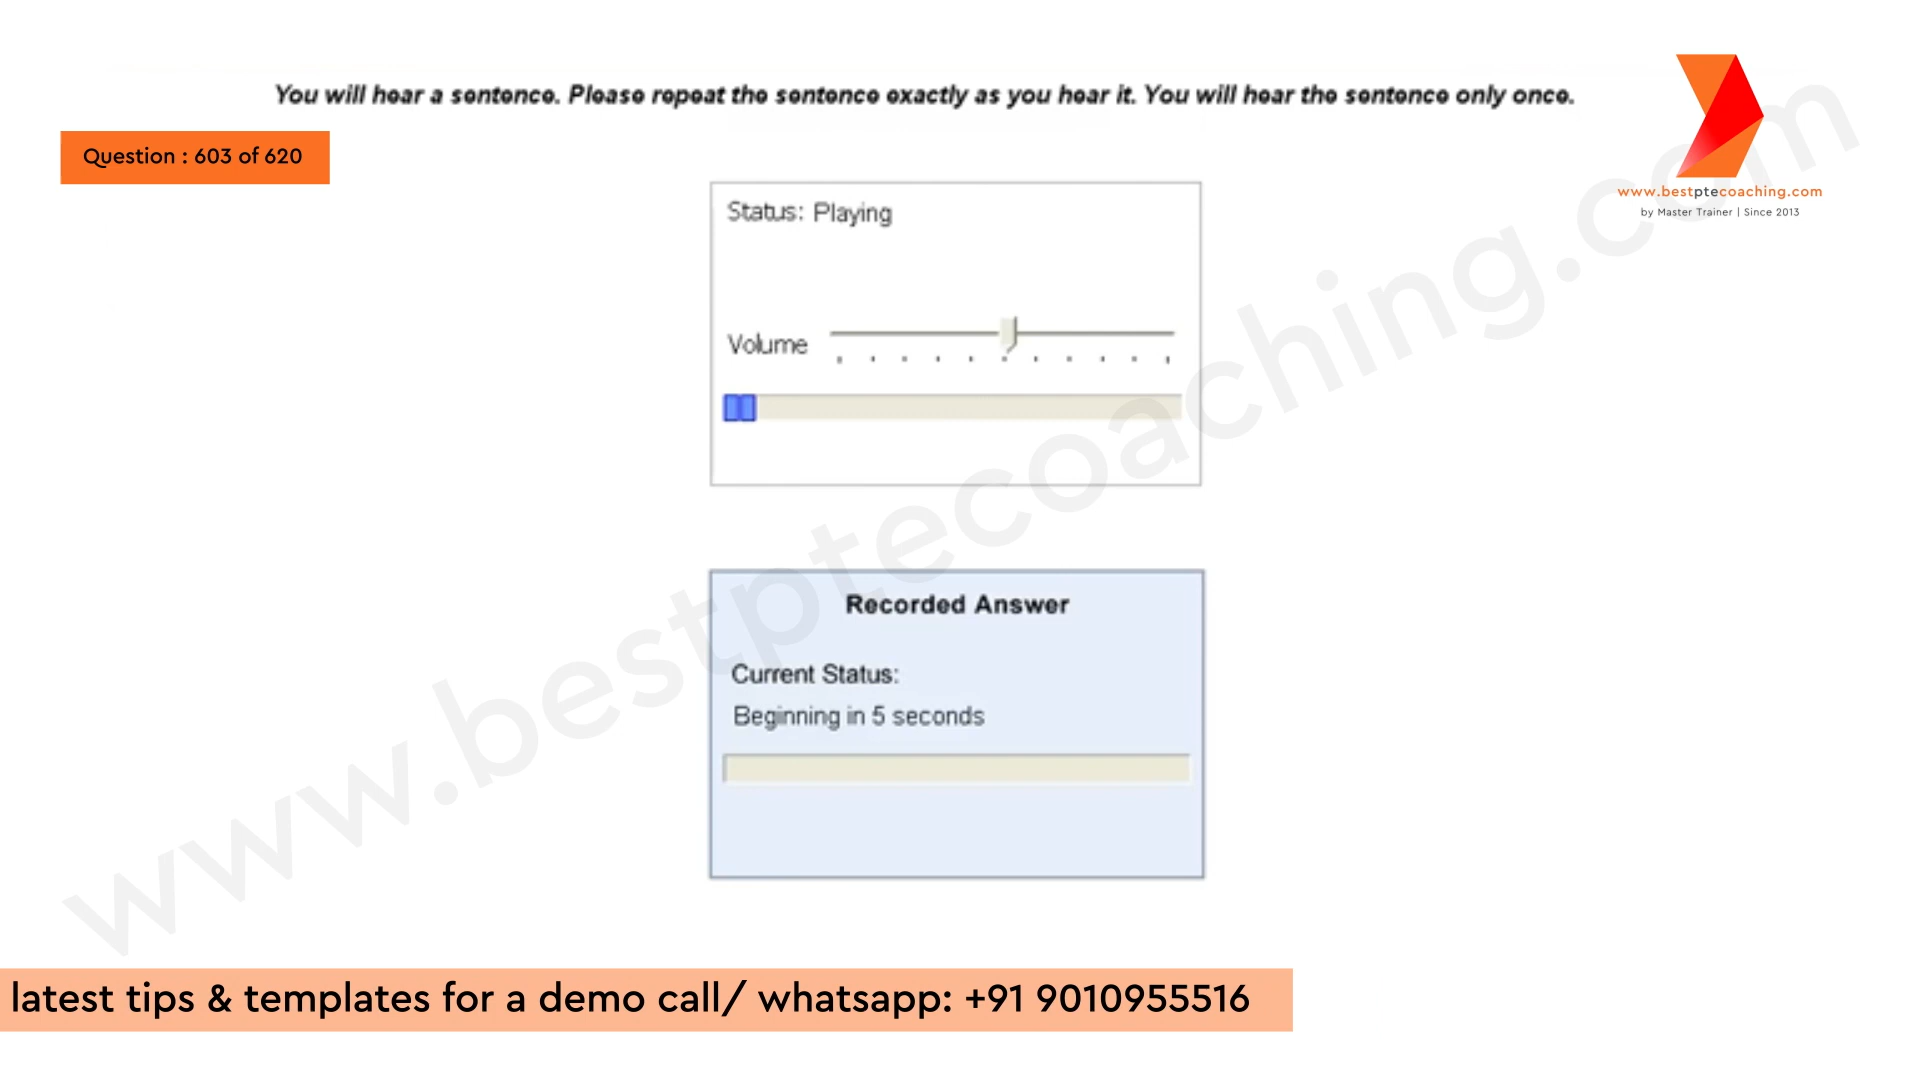 You will hear a sentence. Please repeat the sentence exactly as you hear it. You will hear the sentence only once.
Question : 603 of 620
www.bestptecoaching.com
by Master Trainer | Since 2013
Status: Playing
Volume
Recorded Answer
Current Status:
Beginning in 5 seconds
www.bestptecoaching.com
latest tips & templates for a demo call/ whatsapp: +91 9010955516